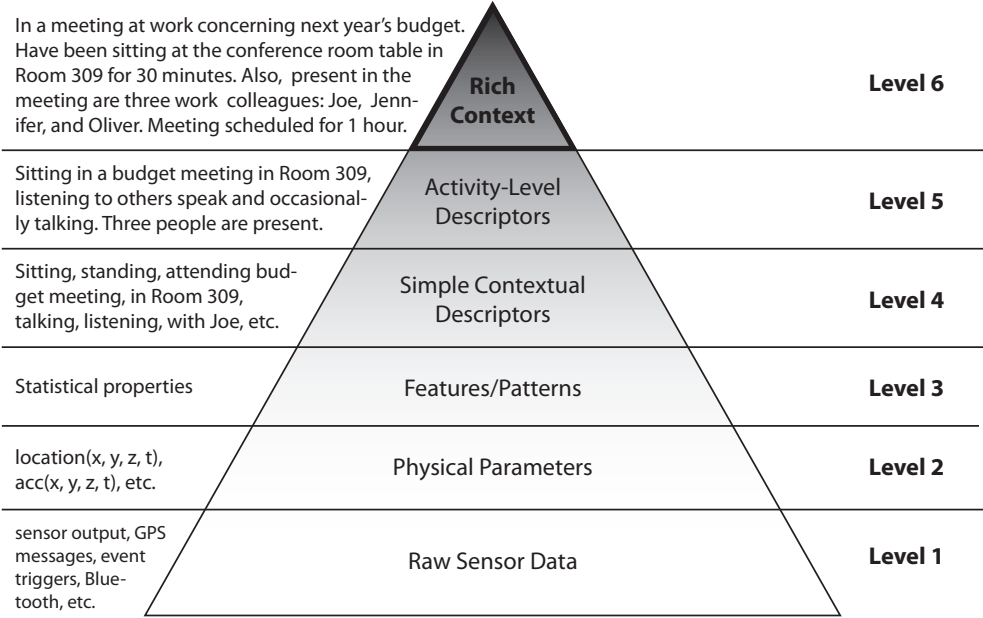 In a meeting at work concerning next year's budget.
Have been sitting at the conference room table in
Room 309 for 30 minutes. Also, present in the
meeting are three work colleagues: Joe, Jenn-
ifer, and Oliver. Meeting scheduled for 1 hour.
Rich
Context
Level 6
Sitting in a budget meeting in Room 309,
listening to others speak and occasional-
ly talking. Three people are present.
Activity-Level
Descriptors
Level 5
Sitting, standing, attending bud-
get meeting, in Room 309,
talking, listening, with Joe, etc.
Simple Contextual
Descriptors
Level 4
Statistical properties
Features/Patterns
Level 3
location(x, y, z, t),
acc(x, y, z, t), etc.
Physical Parameters
Level 2
sensor output, GPS
messages, event
triggers, Blue-
tooth, etc.
Raw Sensor Data
Level 1